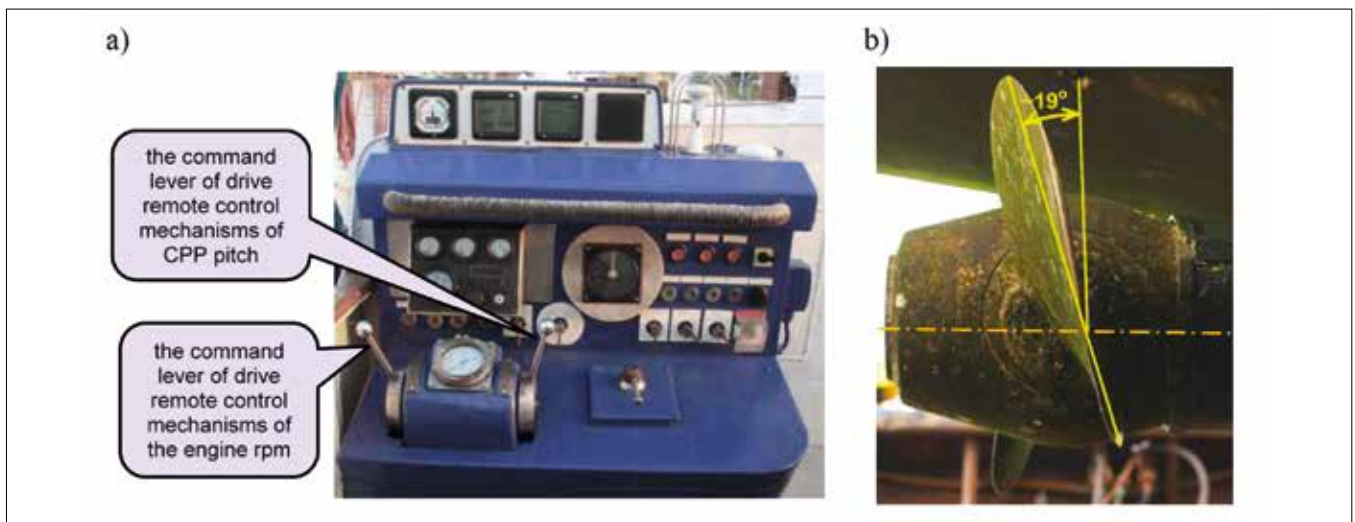 a)
b)
the command
lever of drive
remote control
mechanisms of
CPP pitch
the command
lever of drive
remote control
mechanisms of
the engine rpm
19°